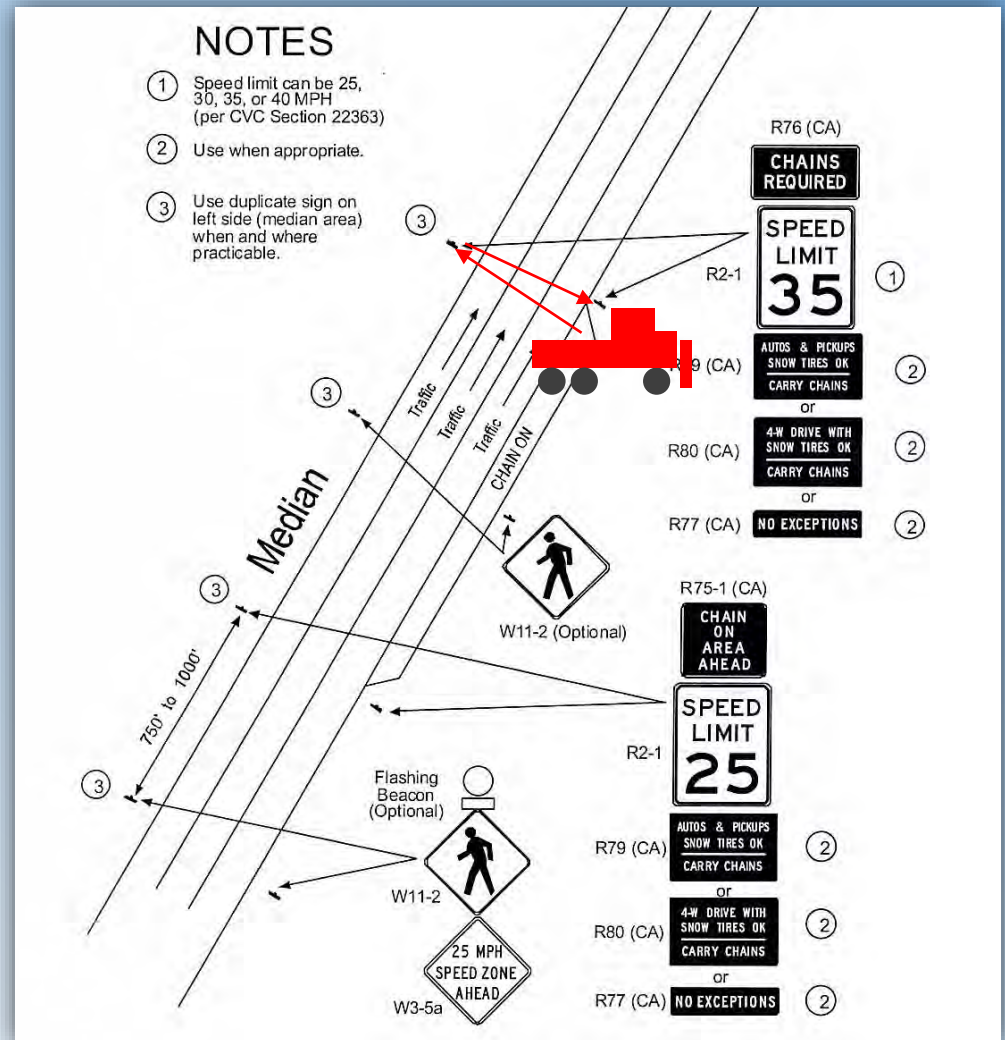 NOTES
1 Speed limit can be 25,
30, 35, or 40 MPH
(per CVC Section 22363)
2 Use when appropriate.
3 Use duplicate sign on
left side (median area)
when and where
practicable.
R76 (CA)
CHAINS
REQUIRED
3
SPEED
LIMIT
35
R2-1
1
AUTOS & PICKUPS
SNOW TIRES OK
CARRY CHAINS
9 (CA)
2
or
3
Traffic
Traffic
Traffic
CHAIN ON
4-W DRIVE WITH
SNOW TIRES OK
CARRY CHAINS
R80 (CA)
2
or
R77 (CA)
NO EXCEPTIONS
2
Median
W11-2 (Optional)
3
750' to 1000'
R75-1 (CA)
CHAIN
ON
AREA
AHEAD
SPEED
LIMIT
25
R2-1
3
Flashing
Beacon
(Optional)
W11-2
25 MPH
SPEED ZONE
AHEAD
W3-5a
R79 (CA)
AUTOS & PICKUPS
SNOW TIRES OK
CARRY CHAINS
2
or
R80 (CA)
4-W DRIVE WITH
SNOW TIRES OK
CARRY CHAINS
2
or
R77 (CA)
NO EXCEPTIONS
2